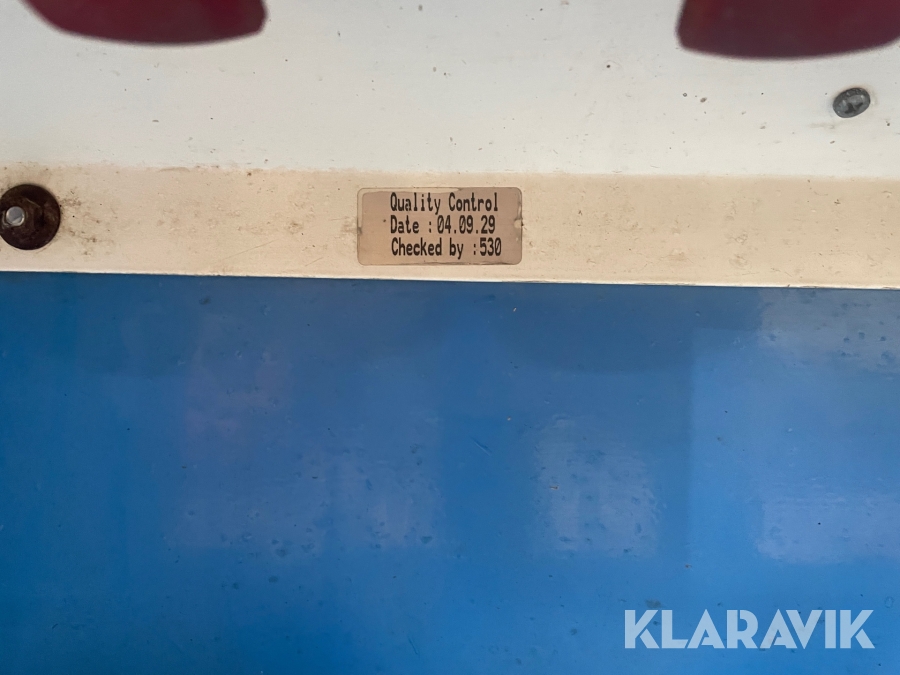 Quality Control
Date : 04.09.29
Checked by : 530
KLARAVIK